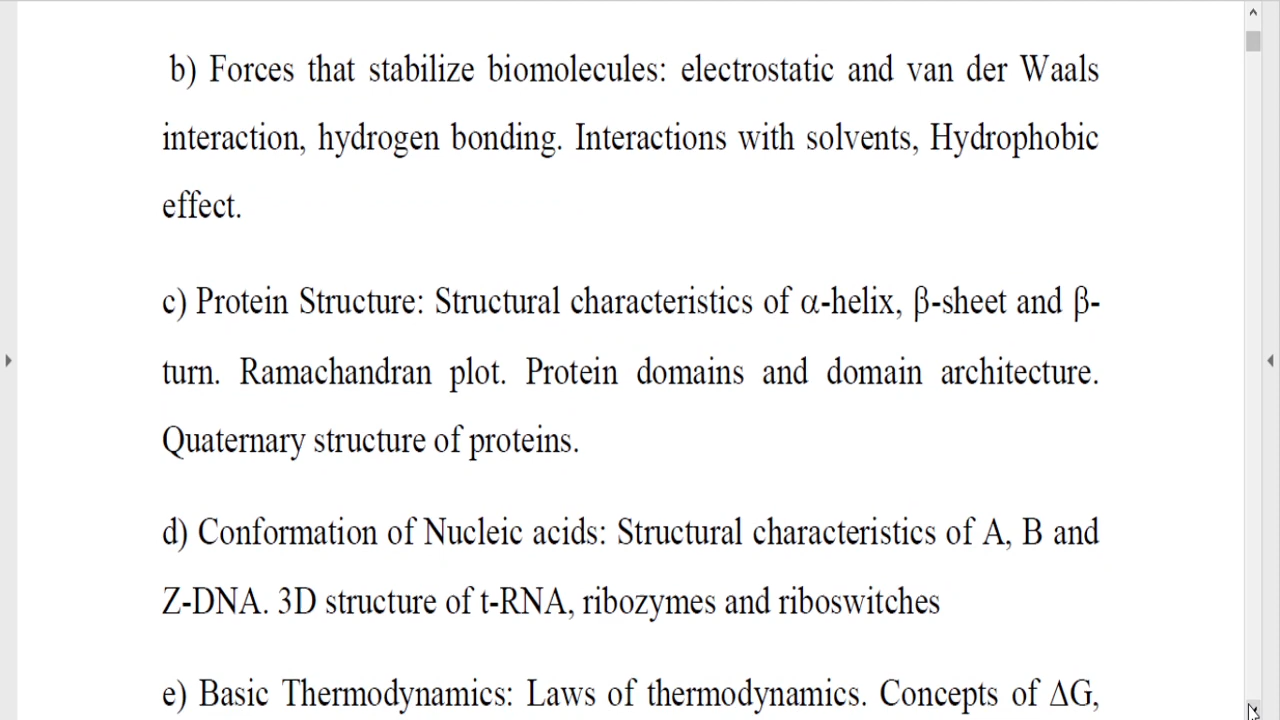 b) Forces that stabilize biomolecules: electrostatic and van der Waals
interaction, hydrogen bonding. Interactions with solvents, Hydrophobic
effect.
c) Protein Structure: Structural characteristics of α-helix, β-sheet and β-
turn. Ramachandran plot. Protein domains and domain architecture.
Quaternary structure of proteins.
d) Conformation of Nucleic acids: Structural characteristics of A, B and
Z-DNA. 3D structure of t-RNA, ribozymes and riboswitches
e) Basic Thermodynamics: Laws of thermodynamics. Concepts of ΔG,